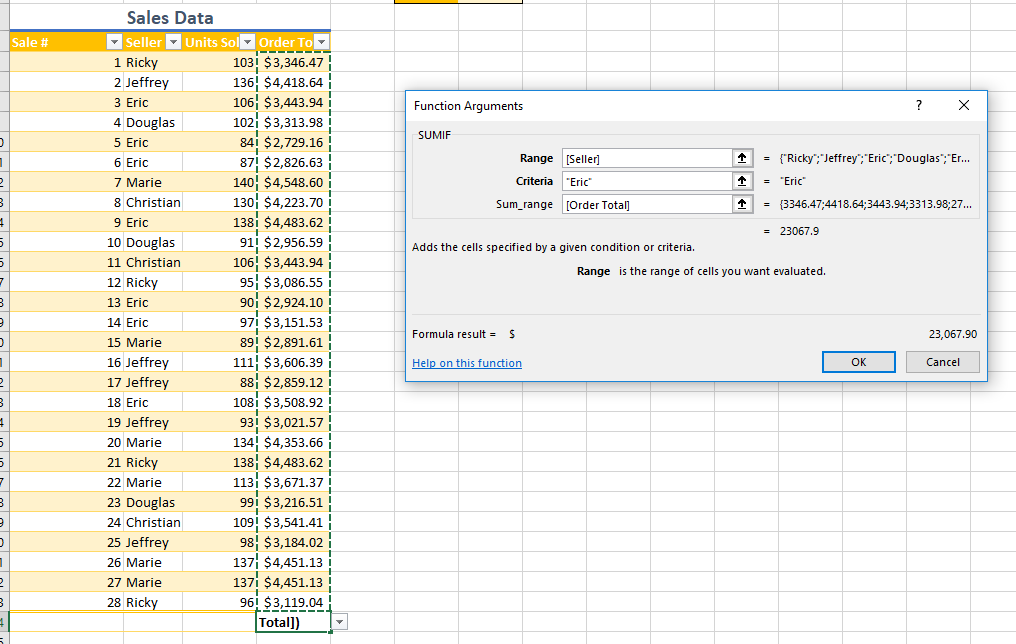 Sales Data
Sale # Seller Units Sol Order To
1 Ricky 103 $3,346.47
2 Jeffrey 136 $4,418.64
3 Eric 106 $3,443.94
4 Douglas 102 $3,313.98
5 Eric 84 $2,729.16
6 Eric 87 $2,826.63
7 Marie 140 $4,548.60
8 Christian 130 $4,223.70
9 Eric 138 $4,483.62
10 Douglas 91 $2,956.59
11 Christian 106 $3,443.94
12 Ricky 95 $3,086.55
13 Eric 90 $2,924.10
14 Eric 97 $3,151.53
15 Marie 89 $2,891.61
16 Jeffrey 111 $3,606.39
17 Jeffrey 88 $2,859.12
18 Eric 108 $3,508.92
19 Jeffrey 93 $3,021.57
20 Marie 134 $4,353.66
21 Ricky 138 $4,483.62
22 Marie 113 $3,671.37
23 Douglas 99 $3,216.51
24 Christian 109 $3,541.41
25 Jeffrey 98 $3,184.02
26 Marie 137 $4,451.13
27 Marie 137 $4,451.13
28 Ricky 96 $3,119.04
Total])
Function Arguments ?
SUMIF
Range [Seller] = {"Ricky";"Jeffrey";"Eric";"Douglas";"Er...
Criteria "Eric" = "Eric"
Sum_range [Order Total] = {3346.47;4418.64;3443.94;3313.98;27...
= 23067.9
Adds the cells specified by a given condition or criteria.
Range is the range of cells you want evaluated.
Formula result = $ 23,067.90
Help on this function OK Cancel